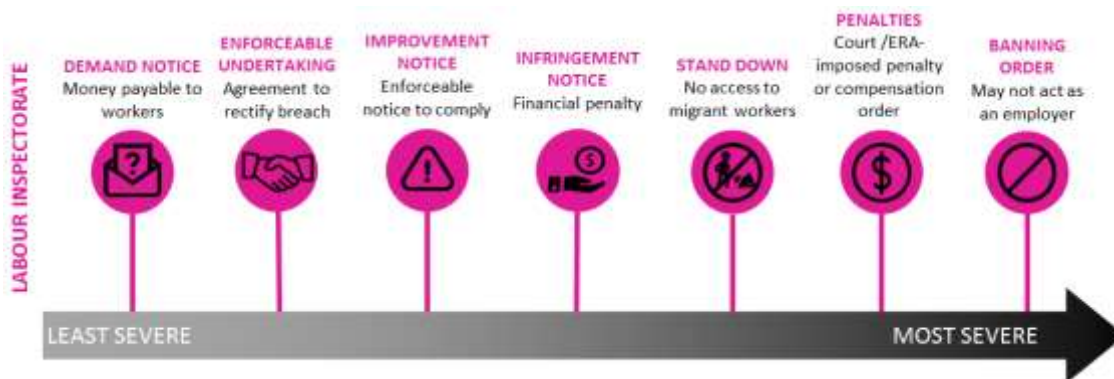 LABOUR INSPECTORATE
DEMAND NOTICE
Money payable to
workers
ENFORCEABLE
UNDERTAKING
Agreement to
rectify breach
IMPROVEMENT
NOTICE
Enforceable
notice to comply
INFRINGEMENT
NOTICE
Financial penalty
STAND DOWN
No access to
migrant workers
PENALTIES
Court /ERA-
imposed penalty
or compensation
order
BANNING
ORDER
May not act as
an employer
?
!
$
$
LEAST SEVERE
MOST SEVERE